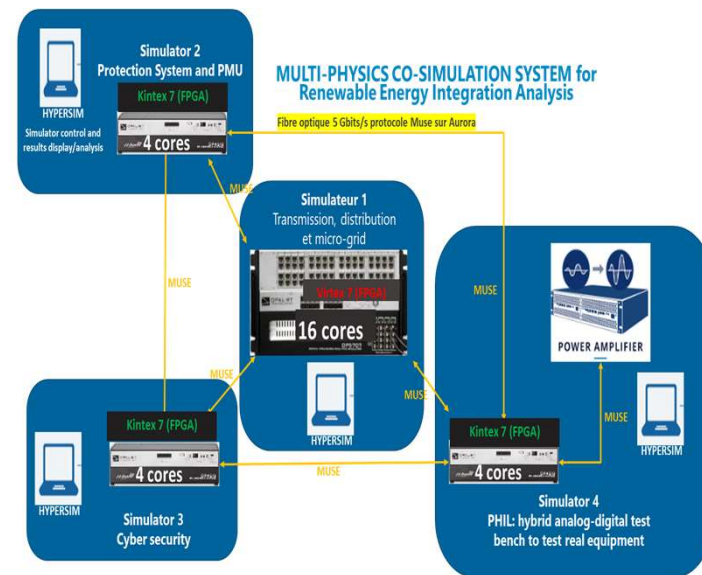 Simulator 2
Protection System and PMU
Kintex 7 (FPGA)
4 cores
HYPERSIM
Simulator control and
results display/analysis
MULTI-PHYSICS CO-SIMULATION SYSTEM for
Renewable Energy Integration Analysis
Fibre optique 5 Gbits/s protocole Muse sur Aurora
MUSE
MUSE
MUSE
Simulateur 1
Transmission, distribution
et micro-grid
Virtex 7 (FPGA)
16 cores
HYPERSIM
MUSE
MUSE
POWER AMPLIFIER
MUSE
HYPERSIM
Kintex 7 (FPGA)
4 cores
HYPERSIM
Simulator 3
Cyber security
MUSE
Kintex 7 (FPGA)
4 cores
Simulator 4
PHIL: hybrid analog-digital test
bench to test real equipment